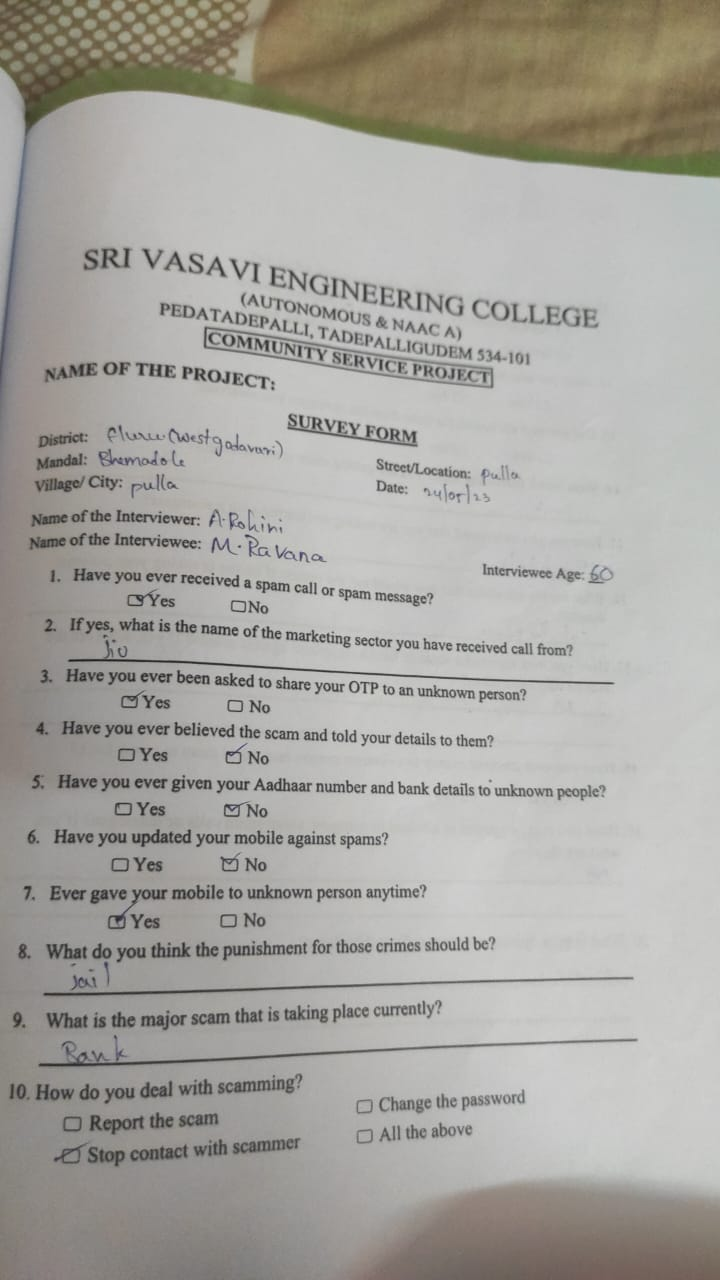 SRI VASAVI ENGINEERING COLLEGE
(AUTONOMOUS & NAAC A)
PEDATADEPALLI, TADEPALLIGUDEM 534-101
COMMUNITY SERVICE PROJECT
NAME OF THE PROJECT:
SURVEY FORM
District: Eluru (west godavari)
Mandal: Bhemadole Street/Location: pulla
Village/ City: pulla Date: 24/05/23
Name of the Interviewer: A.Rohini
Name of the Interviewee: M.Ravana Interviewee Age: 60
1. Have you ever received a spam call or spam message?
☑Yes ☐No
2. If yes, what is the name of the marketing sector you have received call from?
jio
3. Have you ever been asked to share your OTP to an unknown person?
☑Yes ☐ No
4. Have you ever believed the scam and told your details to them?
☐ Yes ☑ No
5. Have you ever given your Aadhaar number and bank details to unknown people?
☐ Yes ☑ No
6. Have you updated your mobile against spams?
☐ Yes ☑ No
7. Ever gave your mobile to unknown person anytime?
☑ Yes ☐ No
8. What do you think the punishment for those crimes should be?
jail
9. What is the major scam that is taking place currently?
Bank
10. How do you deal with scamming?
☐ Report the scam ☐ Change the password
☑ Stop contact with scammer ☐ All the above